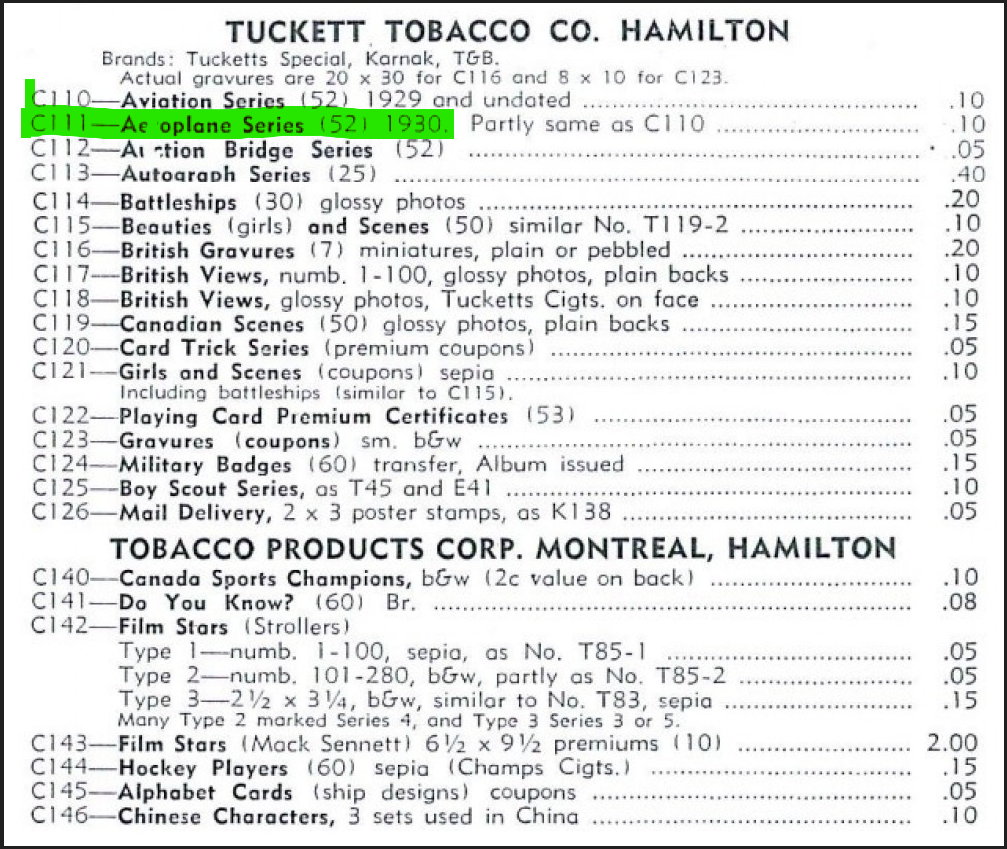 TUCKETT TOBACCO CO. HAMILTON
Brands: Tucketts Special, Karnak, T&B.
Actual gravures are 20 x 30 for C116 and 8 x 10 for C123.
C110—Aviation Series (52) 1929 and undated .10
C111—Aeroplane Series (52) 1930. Partly same as C110 .10
C112—Auction Bridge Series (52) .05
C113—Autograph Series (25) .40
C114—Battleships (30) glossy photos .20
C115—Beauties (girls) and Scenes (50) similar No. T119-2 .10
C116—British Gravures (7) miniatures, plain or pebbled .20
C117—British Views, numb. 1-100, glossy photos, plain backs .10
C118—British Views, glossy photos, Tucketts Cigts. on face .10
C119—Canadian Scenes (50) glossy photos, plain backs .15
C120—Card Trick Series (premium coupons) .05
C121—Girls and Scenes (coupons) sepia .10
Including battleships (similar to C115).
C122—Playing Card Premium Certificates (53) .05
C123—Gravures (coupons) sm. b&w .05
C124—Military Badges (60) transfer, Album issued .15
C125—Boy Scout Series, as T45 and E41 .10
C126—Mail Delivery, 2 x 3 poster stamps, as K138 .05
TOBACCO PRODUCTS CORP. MONTREAL, HAMILTON
C140—Canada Sports Champions, b&w (2c value on back) .10
C141—Do You Know? (60) Br. .08
C142—Film Stars (Strollers)
Type 1—numb. 1-100, sepia, as No. T85-1 .05
Type 2—numb. 101-280, b&w, partly as No. T85-2 .05
Type 3—2½ x 3¼, b&w, similar to No. T83, sepia .15
Many Type 2 marked Series 4, and Type 3 Series 3 or 5.
C143—Film Stars (Mack Sennett) 6½ x 9½ premiums (10) 2.00
C144—Hockey Players (60) sepia (Champs Cigts.) .15
C145—Alphabet Cards (ship designs) coupons .05
C146—Chinese Characters, 3 sets used in China .10